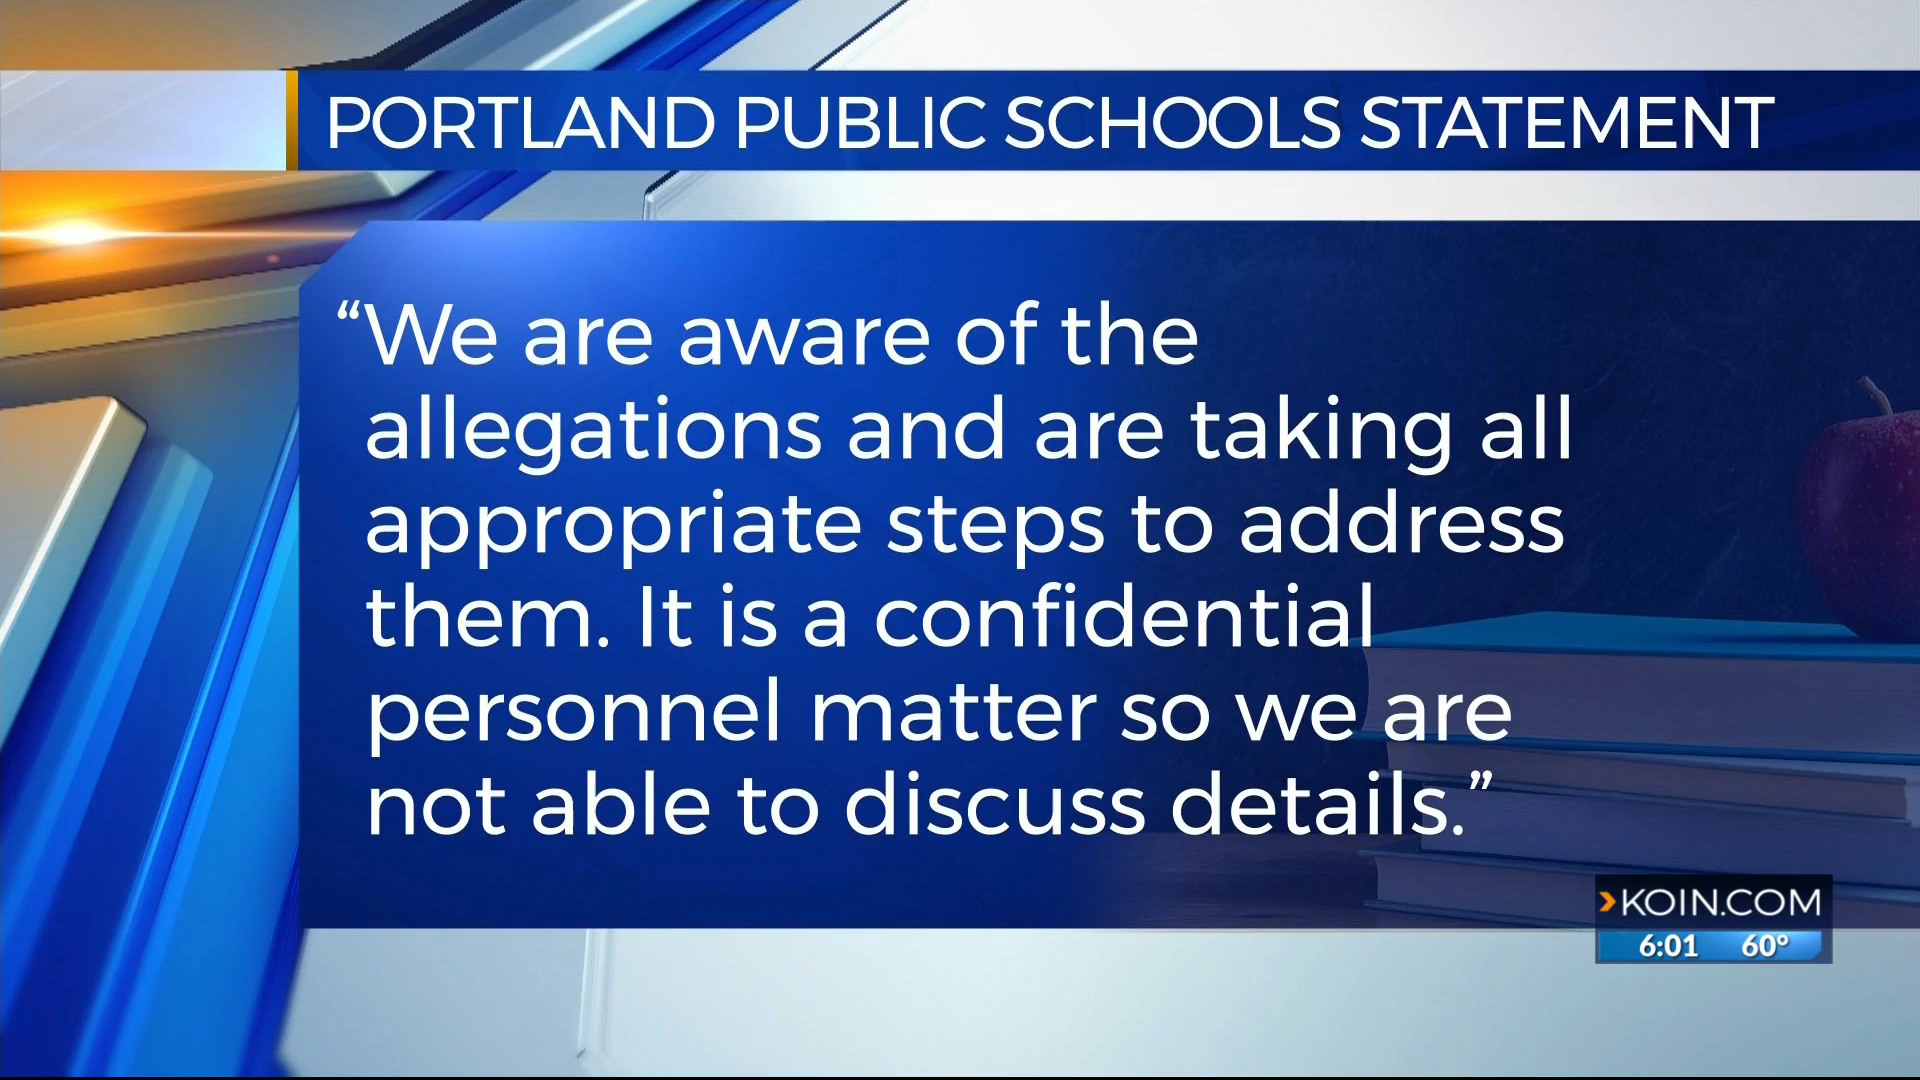 PORTLAND PUBLIC SCHOOLS STATEMENT
“We are aware of the
allegations and are taking all
appropriate steps to address
them. It is a confidential
personnel matter so we are
not able to discuss details.”
KOIN.COM
6:01 60°